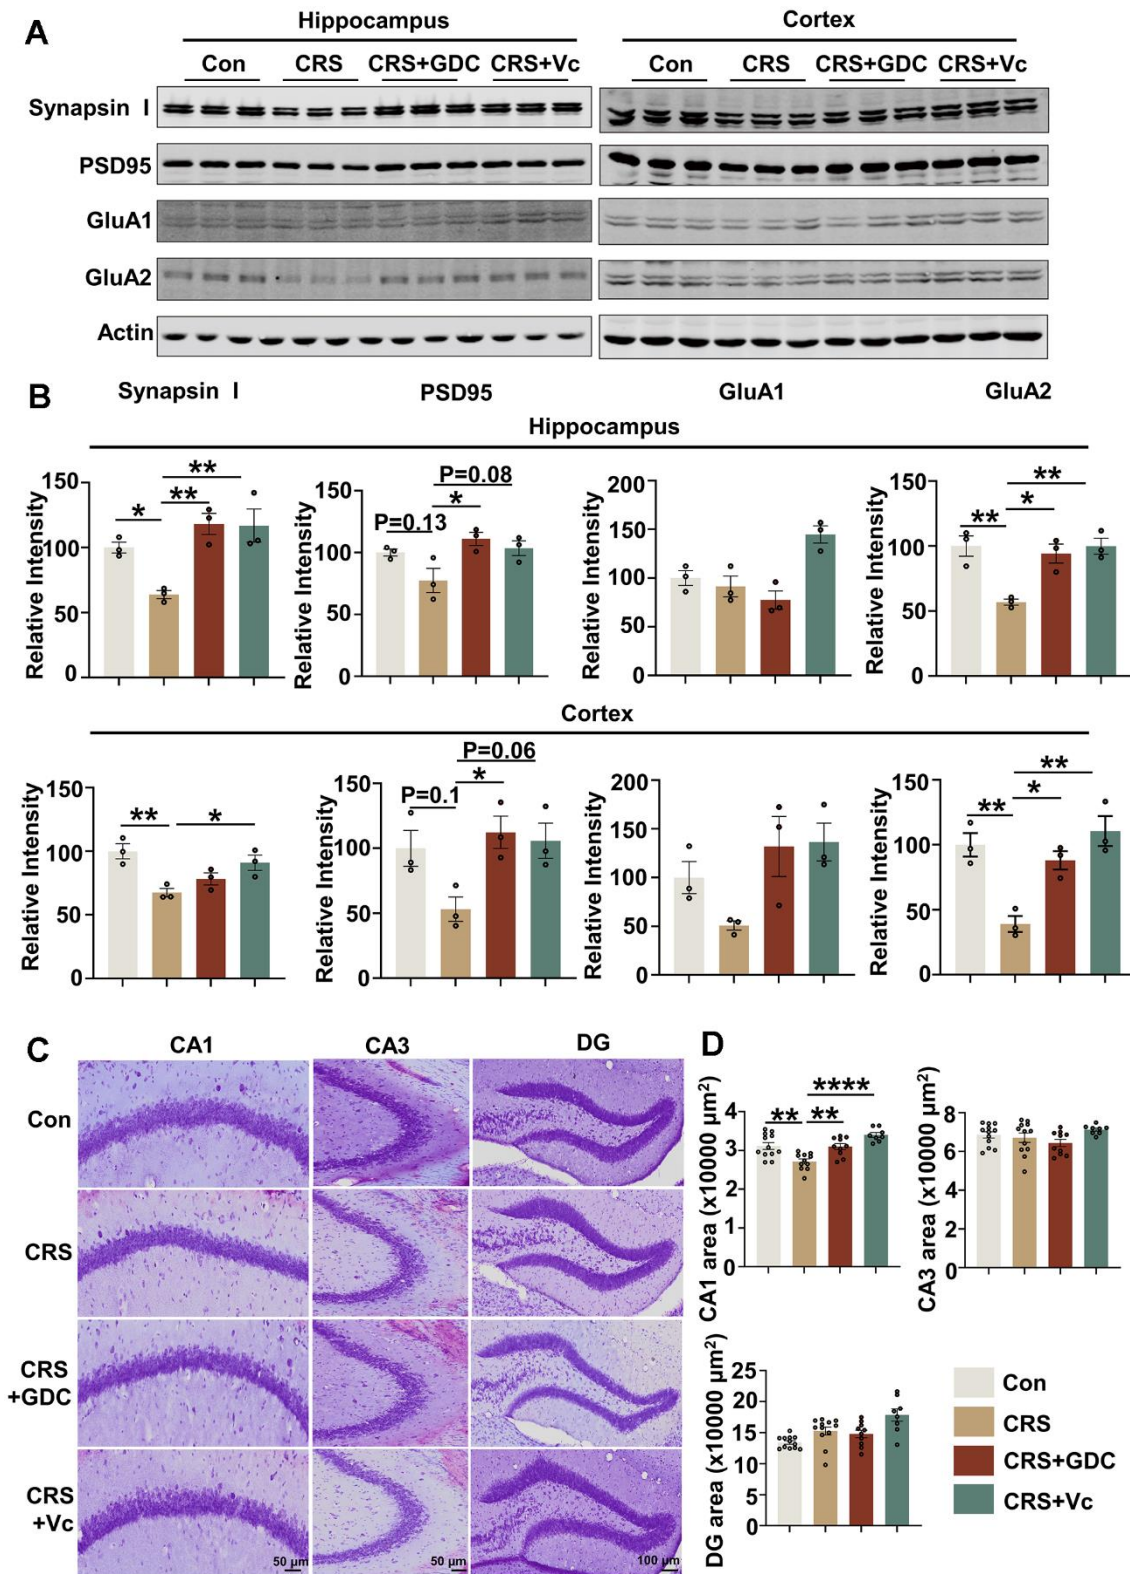 A
Hippocampus
Cortex
Con CRS CRS+GDC CRS+Vc
Con CRS CRS+GDC CRS+Vc
Synapsin I
PSD95
GluA1
GluA2
Actin
B
Synapsin I PSD95 GluA1 GluA2
Hippocampus
Relative Intensity
150
100
50
0
*
**
**
Relative Intensity
150
100
50
0
P=0.13
*
P=0.08
Relative Intensity
200
150
100
50
0
Relative Intensity
150
100
50
0
**
*
**
Cortex
Relative Intensity
150
100
50
0
**
*
Relative Intensity
150
100
50
0
P=0.1
*
P=0.06
Relative Intensity
200
150
100
50
0
Relative Intensity
150
100
50
0
**
*
**
C
CA1 CA3 DG
Con
CRS
CRS
+GDC
CRS
+Vc
50 µm
50 µm
100 µm
D
CA1 area (x10000 µm²)
4
3
2
1
0
**
**
****
CA3 area (x10000 µm²)
8
6
4
2
0
DG area (x10000 µm²)
25
20
15
10
5
0
Con
CRS
CRS+GDC
CRS+Vc